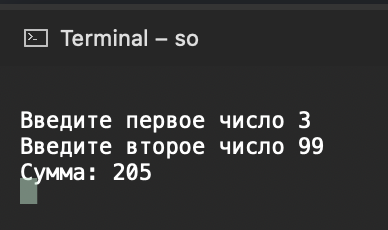 Terminal – so
Введите первое число 3
Введите второе число 99
Сумма: 205